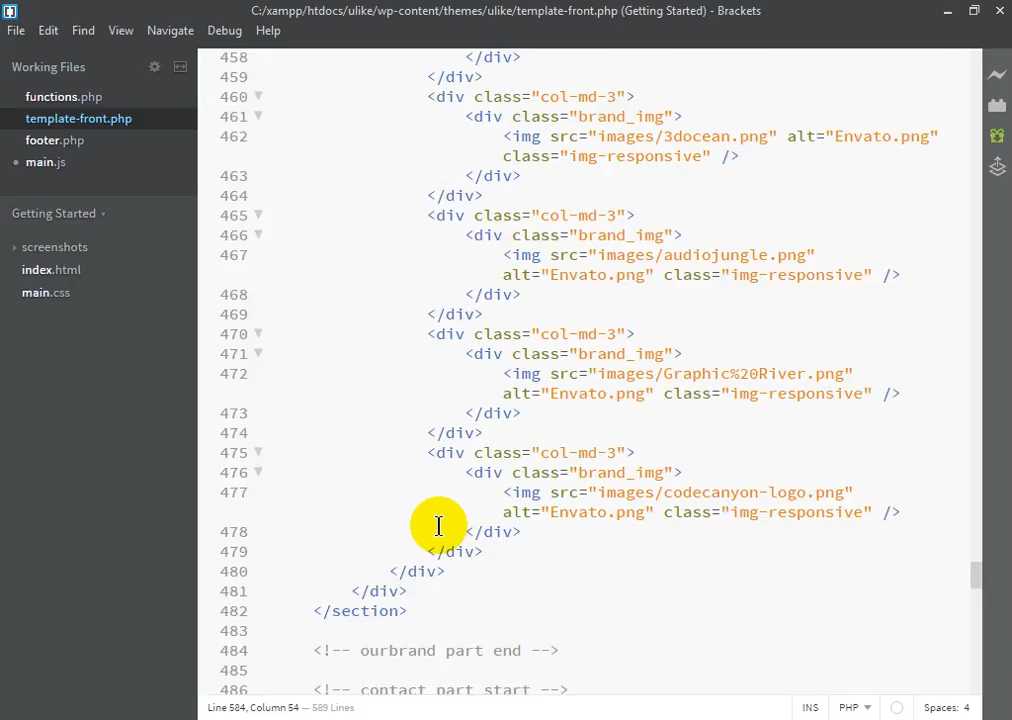 C:/xampp/htdocs/ulike/wp-content/themes/ulike/template-front.php (Getting Started) - Brackets
File Edit Find View Navigate Debug Help
Working Files
functions.php
template-front.php
footer.php
main.js
Getting Started
screenshots
index.html
main.css
458 </div>
459 </div>
460 <div class="col-md-3">
461 <div class="brand_img">
462 <img src="images/3docean.png" alt="Envato.png"
class="img-responsive" />
463 </div>
464 </div>
465 <div class="col-md-3">
466 <div class="brand_img">
467 <img src="images/audiojungle.png"
alt="Envato.png" class="img-responsive" />
468 </div>
469 </div>
470 <div class="col-md-3">
471 <div class="brand_img">
472 <img src="images/Graphic%20River.png"
alt="Envato.png" class="img-responsive" />
473 </div>
474 </div>
475 <div class="col-md-3">
476 <div class="brand_img">
477 <img src="images/codecanyon-logo.png"
alt="Envato.png" class="img-responsive" />
478 </div>
479 </div>
480 </div>
481 </div>
482 </section>
483
484 <!-- ourbrand part end -->
485
486 <!-- contact part start -->
Line 584, Column 54 — 589 Lines
INS PHP Spaces: 4